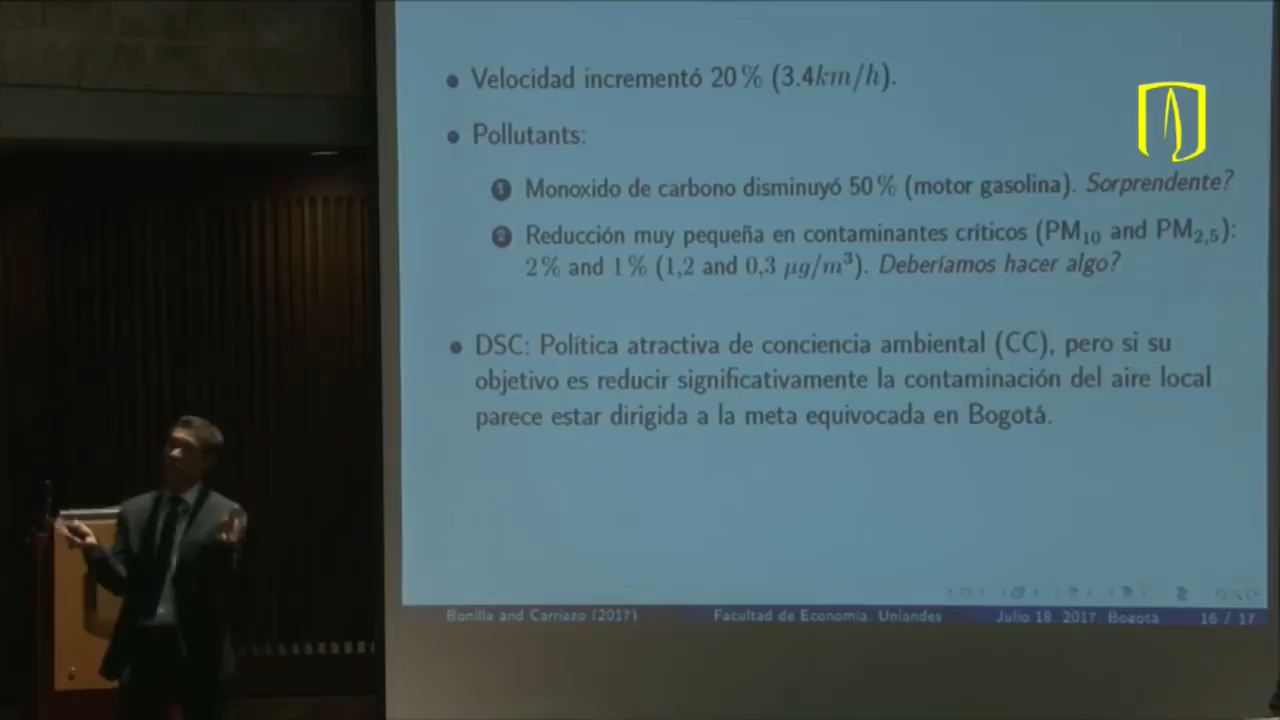 Velocidad incrementó 20 % (3.4km/h).
Pollutants:
1 Monoxido de carbono disminuyó 50 % (motor gasolina). Sorprendente?
2 Reducción muy pequeña en contaminantes críticos (PM₁₀ and PM₂,₅):
2 % and 1 % (1,2 and 0,3 μg/m³). Deberíamos hacer algo?
DSC: Política atractiva de conciencia ambiental (CC), pero si su
objetivo es reducir significativamente la contaminación del aire local
parece estar dirigida a la meta equivocada en Bogotá.
Bonilla and Carriazo (2017) Facultad de Economía, Uniandes Julio 18, 2017, Bogotá 16 / 17